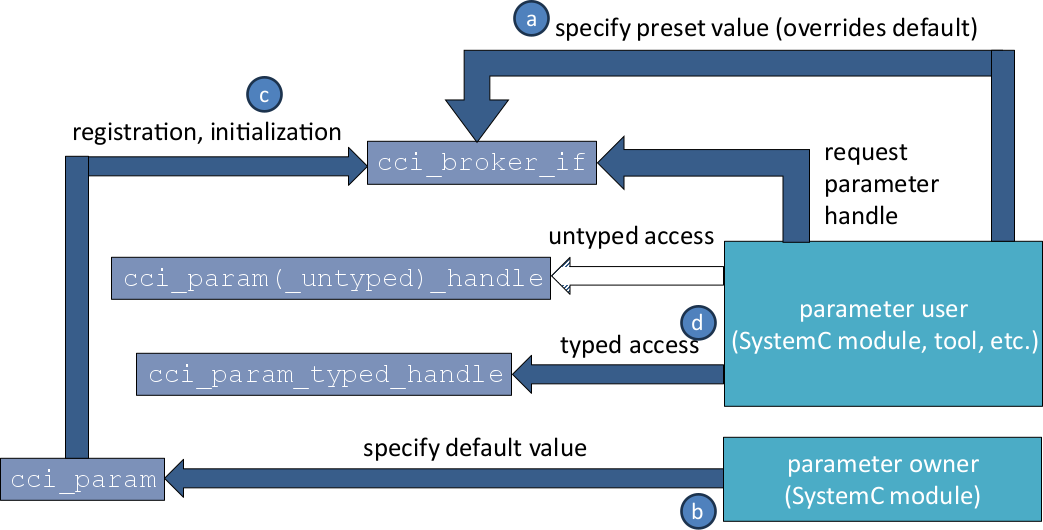 a
specify preset value (overrides default)
c
registration, initialization
cci_broker_if
request
parameter
handle
untyped access
cci_param(_untyped)_handle
parameter user
(SystemC module, tool, etc.)
d
typed access
cci_param_typed_handle
specify default value
cci_param
parameter owner
(SystemC module)
b